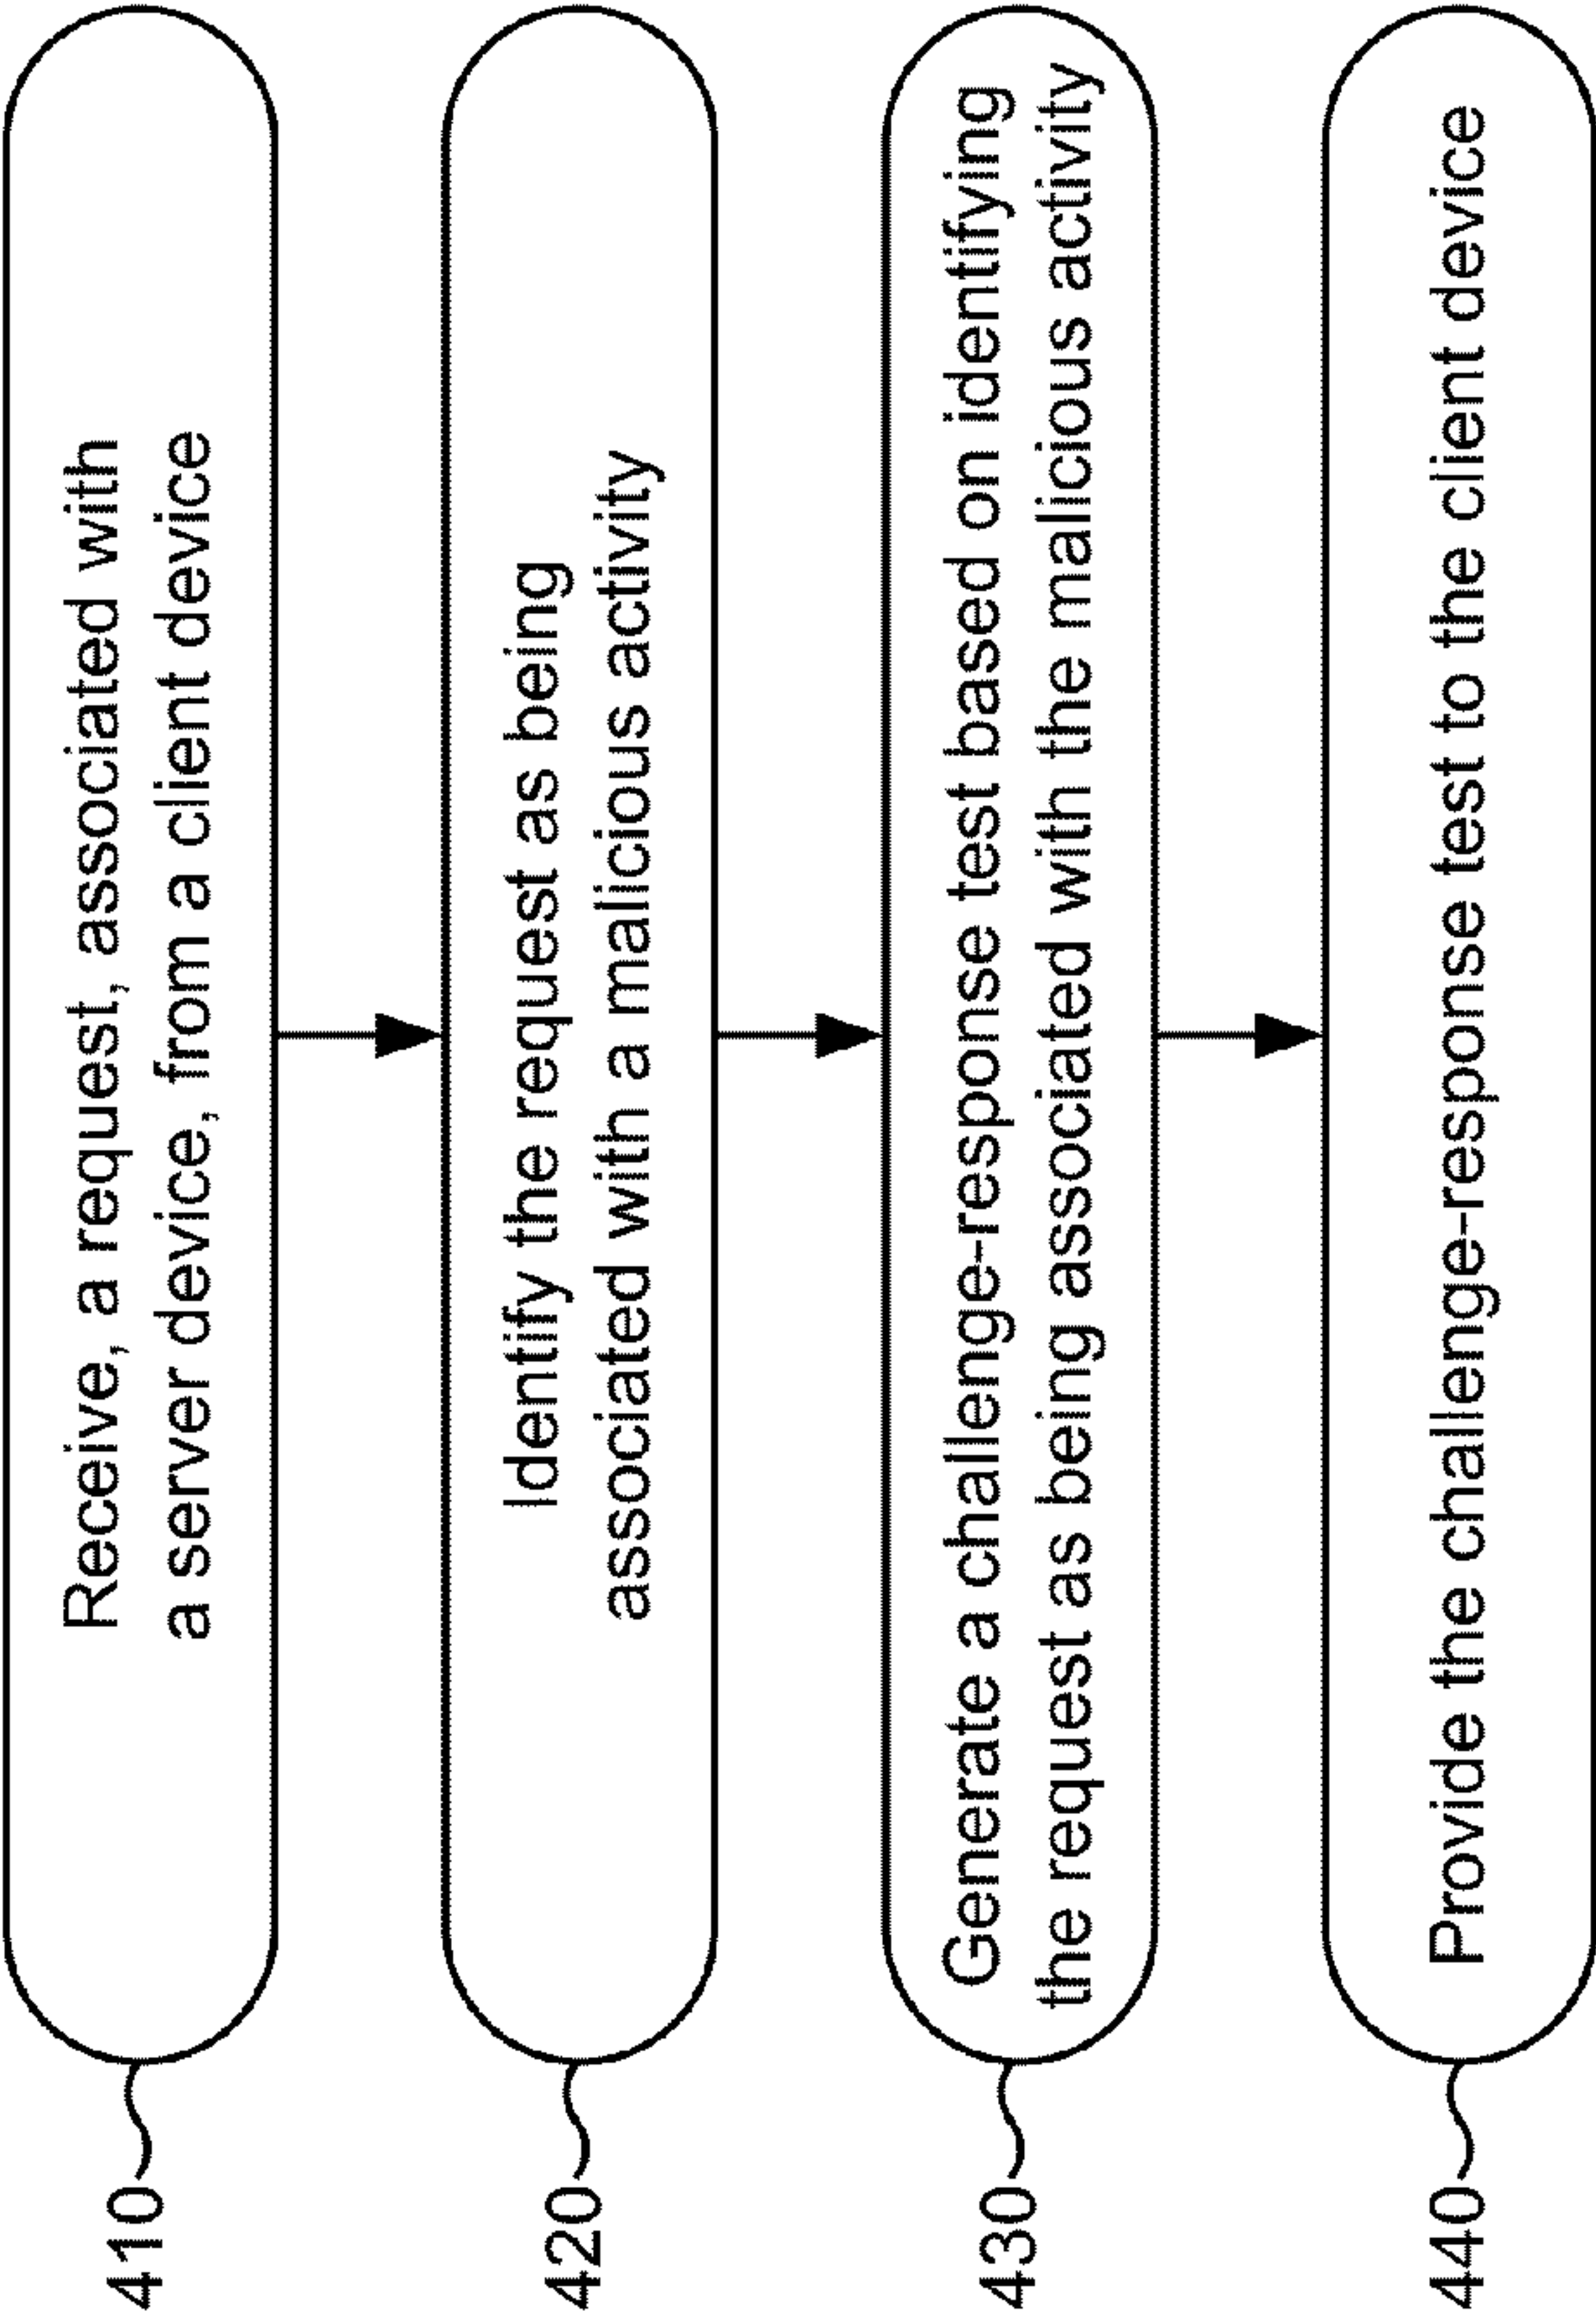 410
Receive, a request, associated with
a server device, from a client device
420
Identify the request as being
associated with a malicious activity
430
Generate a challenge-response test based on identifying
the request as being associated with the malicious activity
440
Provide the challenge-response test to the client device